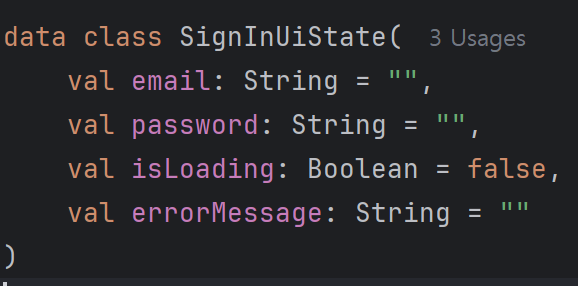 data class SignInUiState( 3 Usages
    val email: String = "",
    val password: String = "",
    val isLoading: Boolean = false,
    val errorMessage: String = ""
)